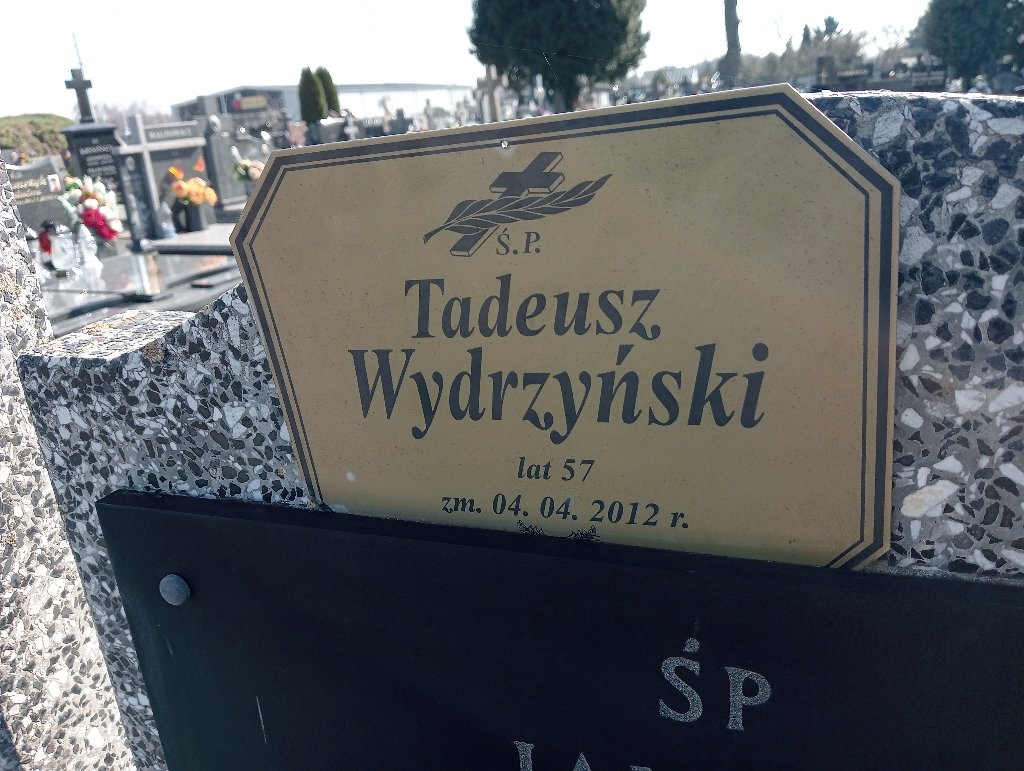 Ś.P.
Tadeusz
Wydrzyński
lat 57
zm. 04. 04. 2012 r.
ŚP